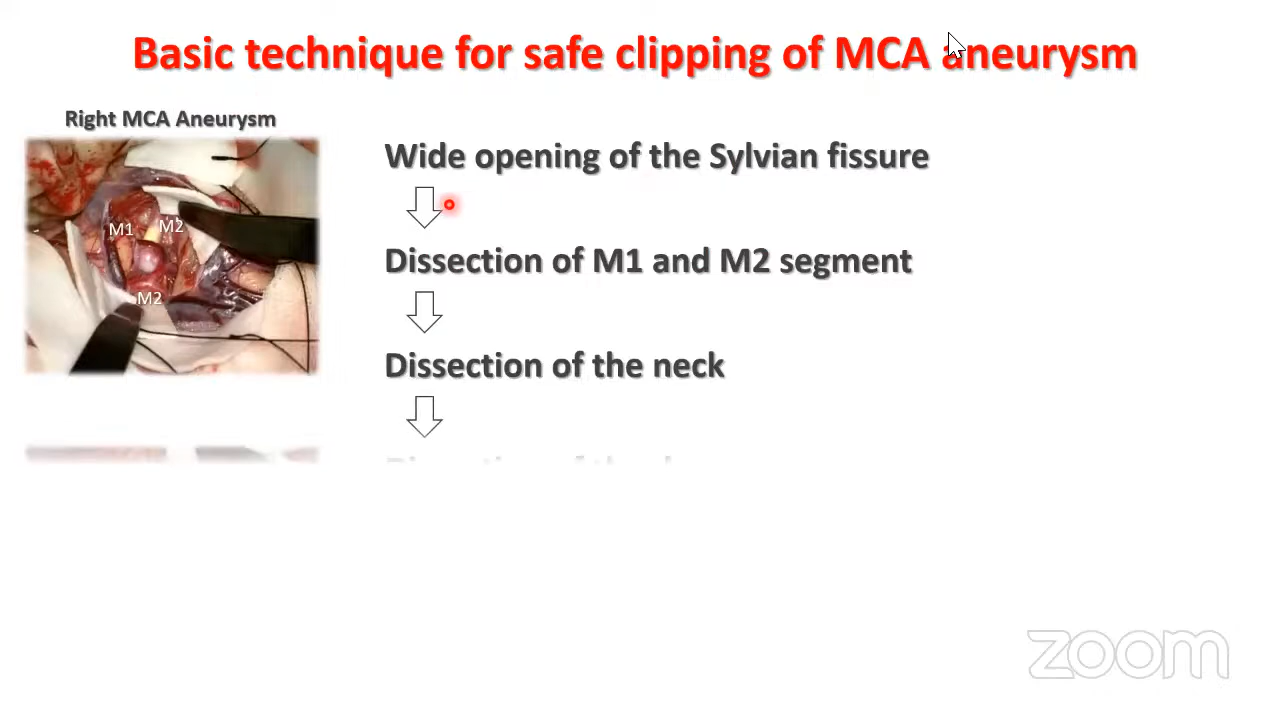 Basic technique for safe clipping of MCA aneurysm
Right MCA Aneurysm
M1
M2
M2
Wide opening of the Sylvian fissure
Dissection of M1 and M2 segment
Dissection of the neck
zoom